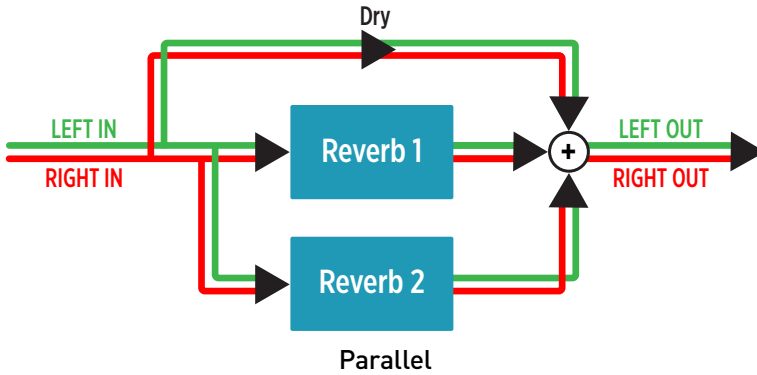 Dry
LEFT IN
RIGHT IN
Reverb 1
+
LEFT OUT
RIGHT OUT
Reverb 2
Parallel